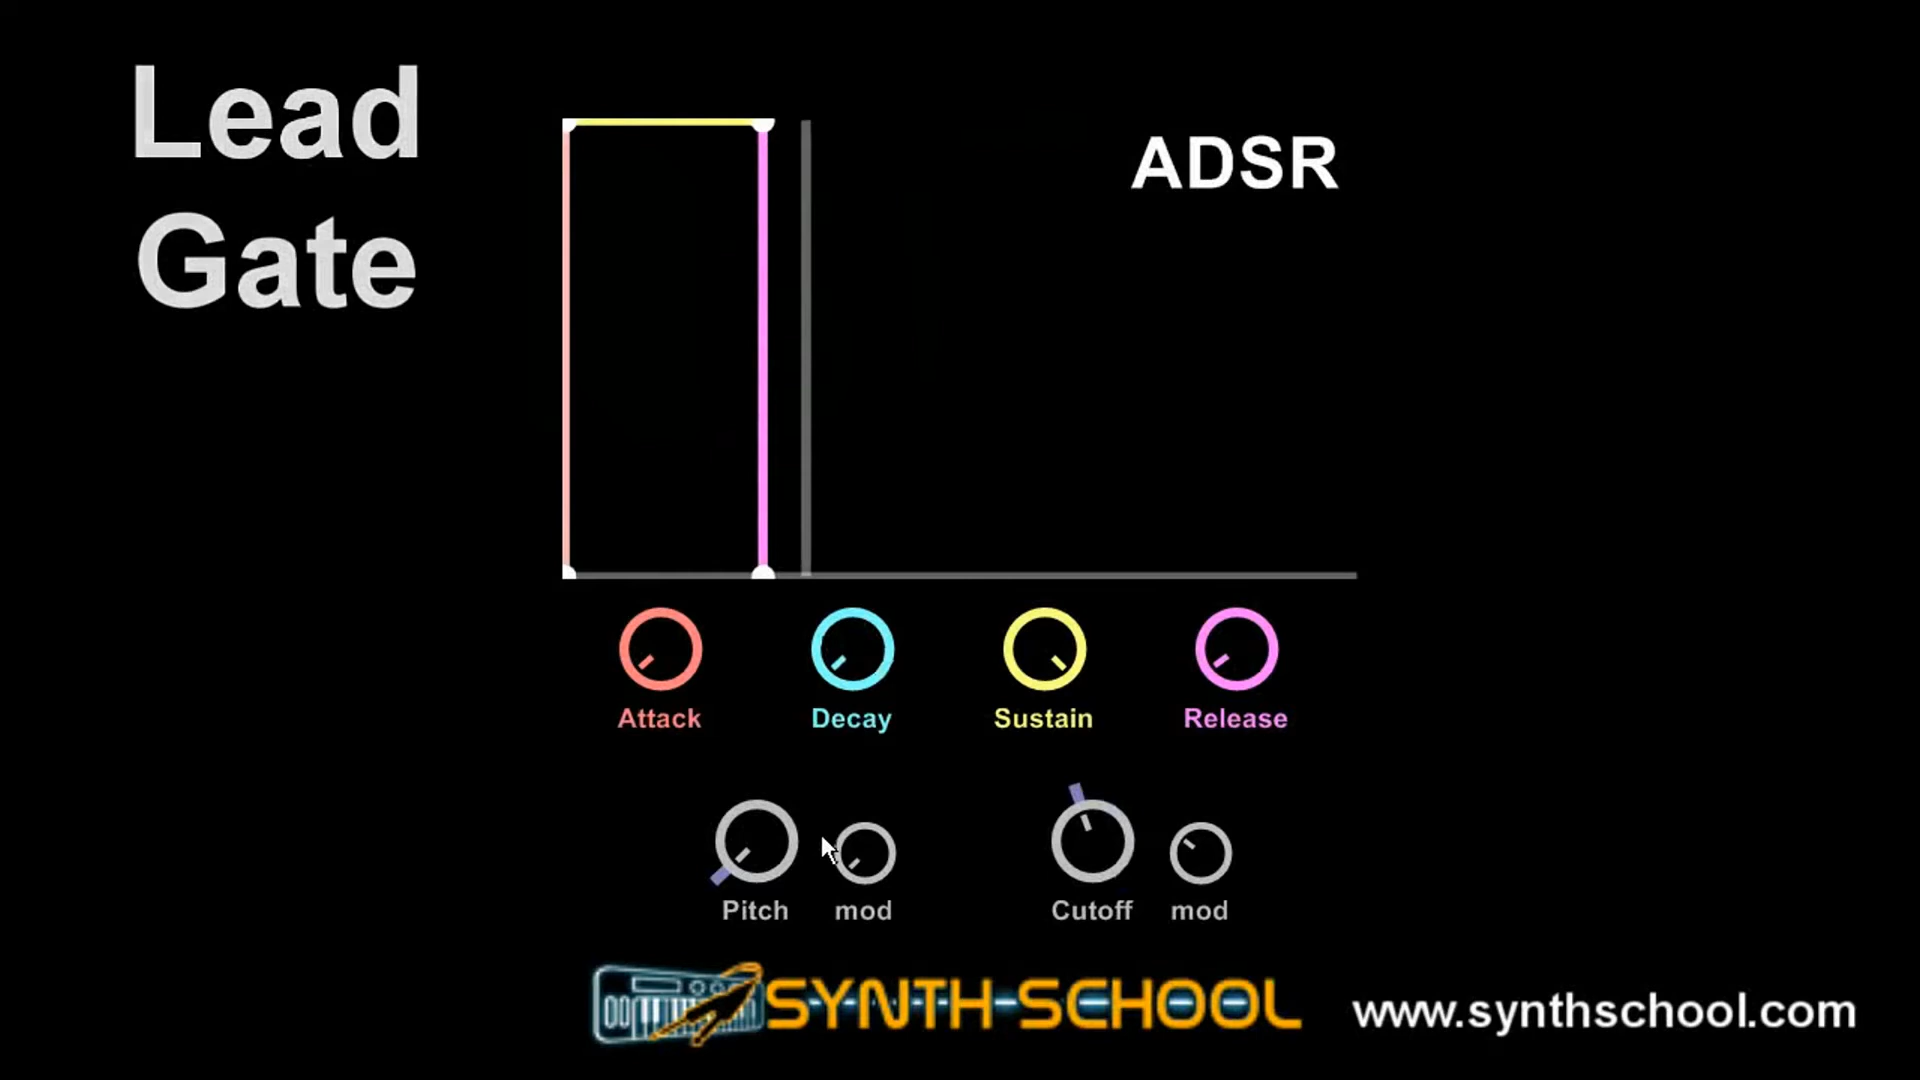 Lead
Gate
ADSR
Attack
Decay
Sustain
Release
Pitch
mod
Cutoff
mod
SYNTH-SCHOOL
www.synthschool.com